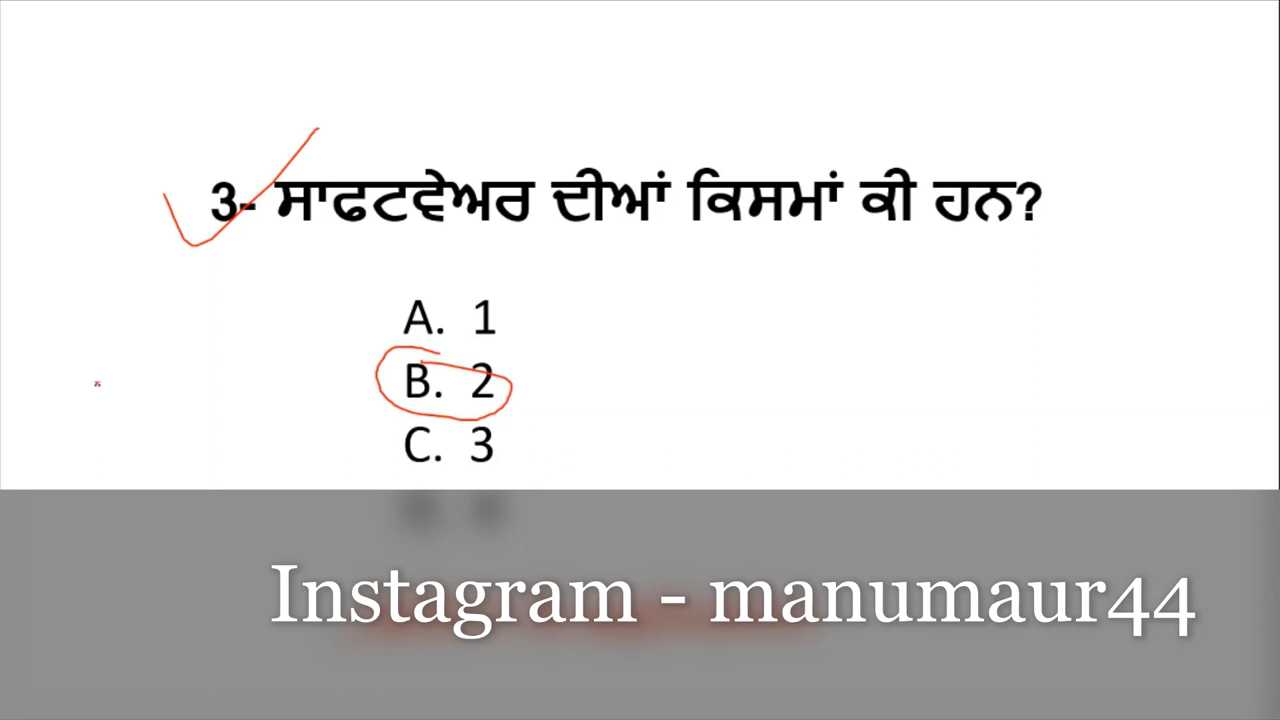 3- ਸਾਫਟਵੇਅਰ ਦੀਆਂ ਕਿਸਮਾਂ ਕੀ ਹਨ?
A. 1
B. 2
C. 3
Instagram - manumaur44